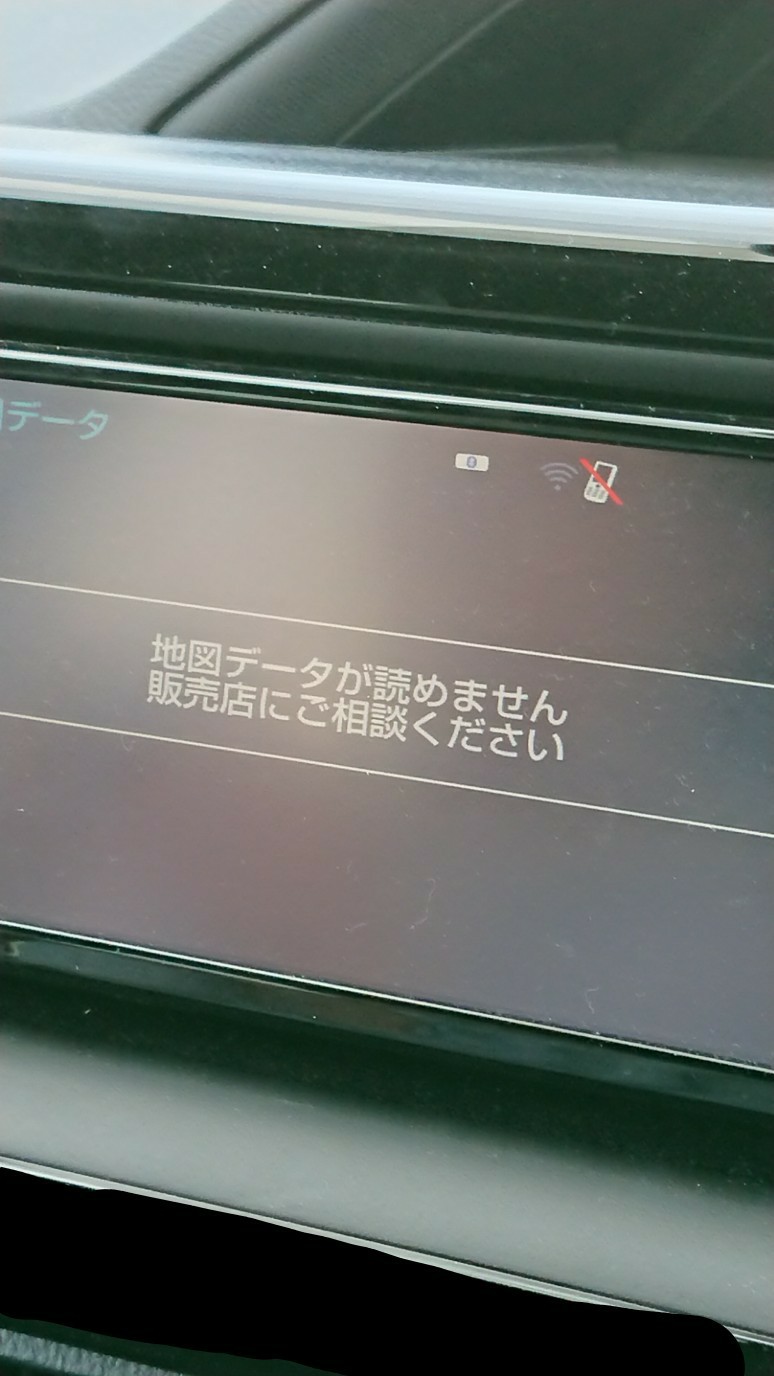 データ
地図データが読めません
販売店にご相談ください